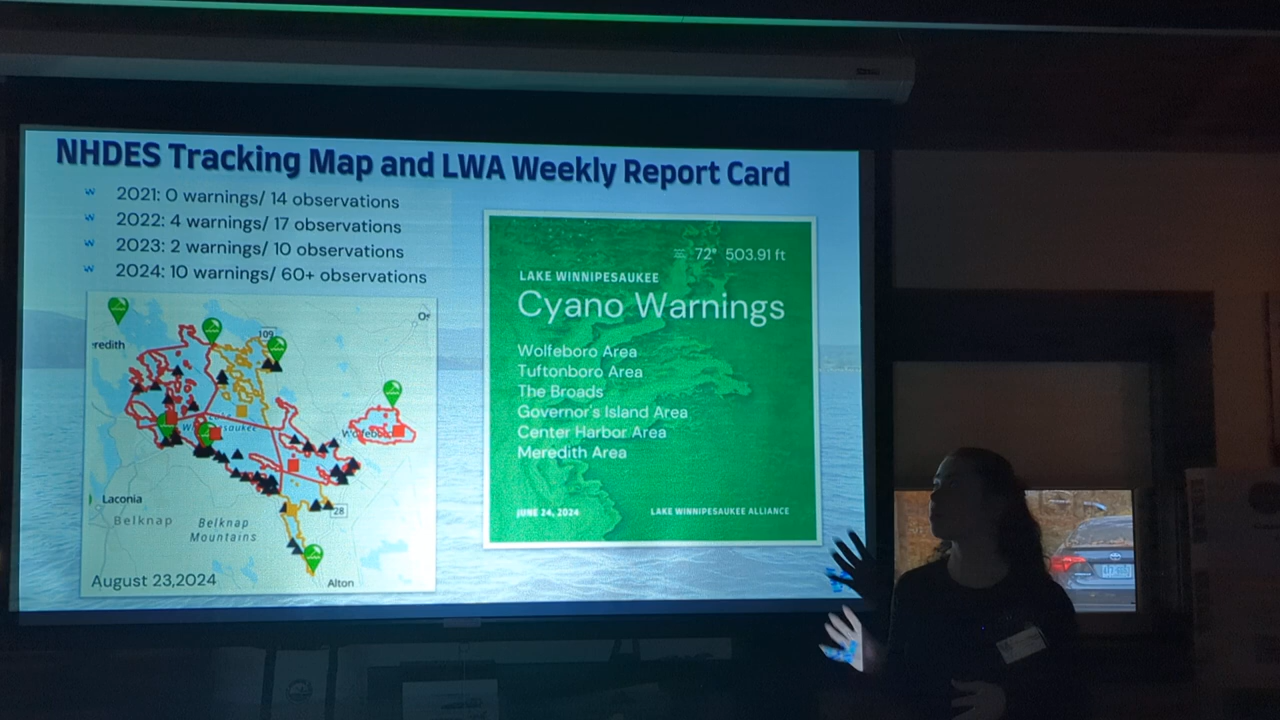 NHDES Tracking Map and LWA Weekly Report Card
2021: 0 warnings/ 14 observations
2022: 4 warnings/ 17 observations
2023: 2 warnings/ 10 observations
2024: 10 warnings/ 60+ observations
redith
109
Laconia
Belknap
Belknap
Mountains
28
Alton
August 23,2024
72° 503.91 ft
LAKE WINNIPESAUKEE
Cyano Warnings
Wolfeboro Area
Tuftonboro Area
The Broads
Governor's Island Area
Center Harbor Area
Meredith Area
JUNE 24, 2024
LAKE WINNIPESAUKEE ALLIANCE